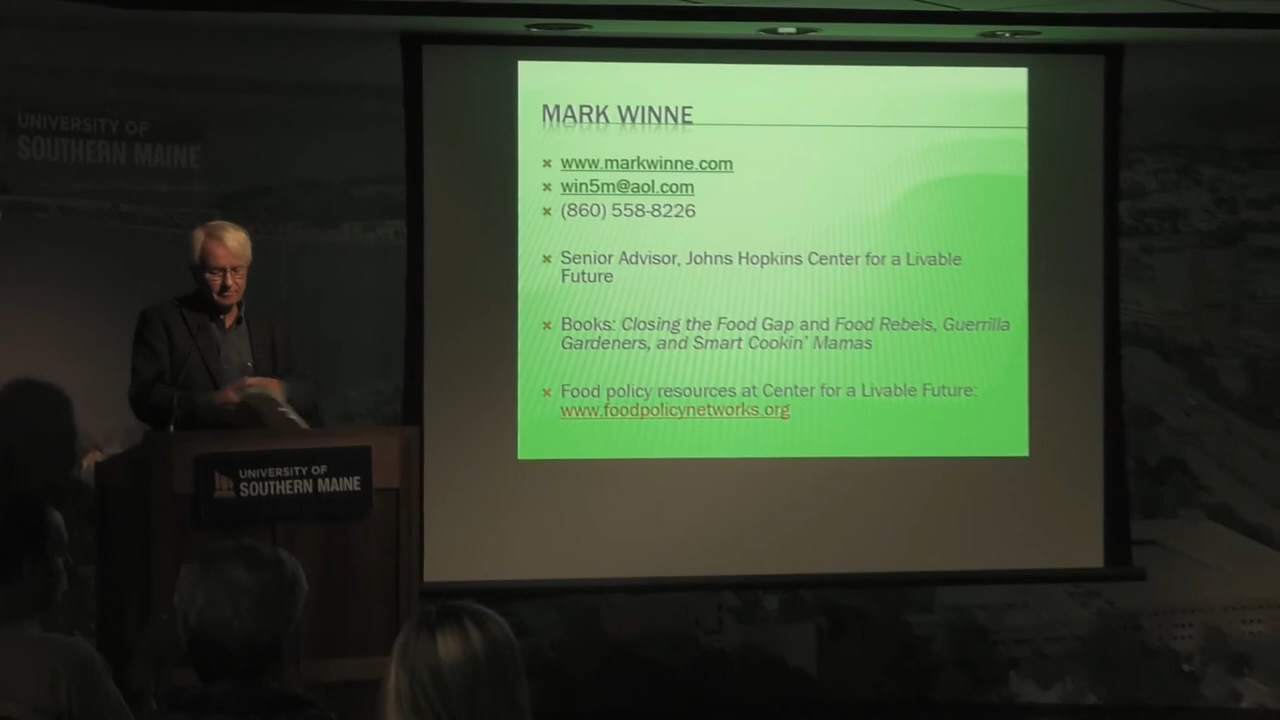 UNIVERSITY OF
SOUTHERN MAINE
MARK WINNE
www.markwinne.com
win5m@aol.com
(860) 558-8226
Senior Advisor, Johns Hopkins Center for a Livable
Future
Books: Closing the Food Gap and Food Rebels, Guerrilla
Gardeners, and Smart Cookin' Mamas
Food policy resources at Center for a Livable Future:
www.foodpolicynetworks.org
UNIVERSITY OF
SOUTHERN MAINE